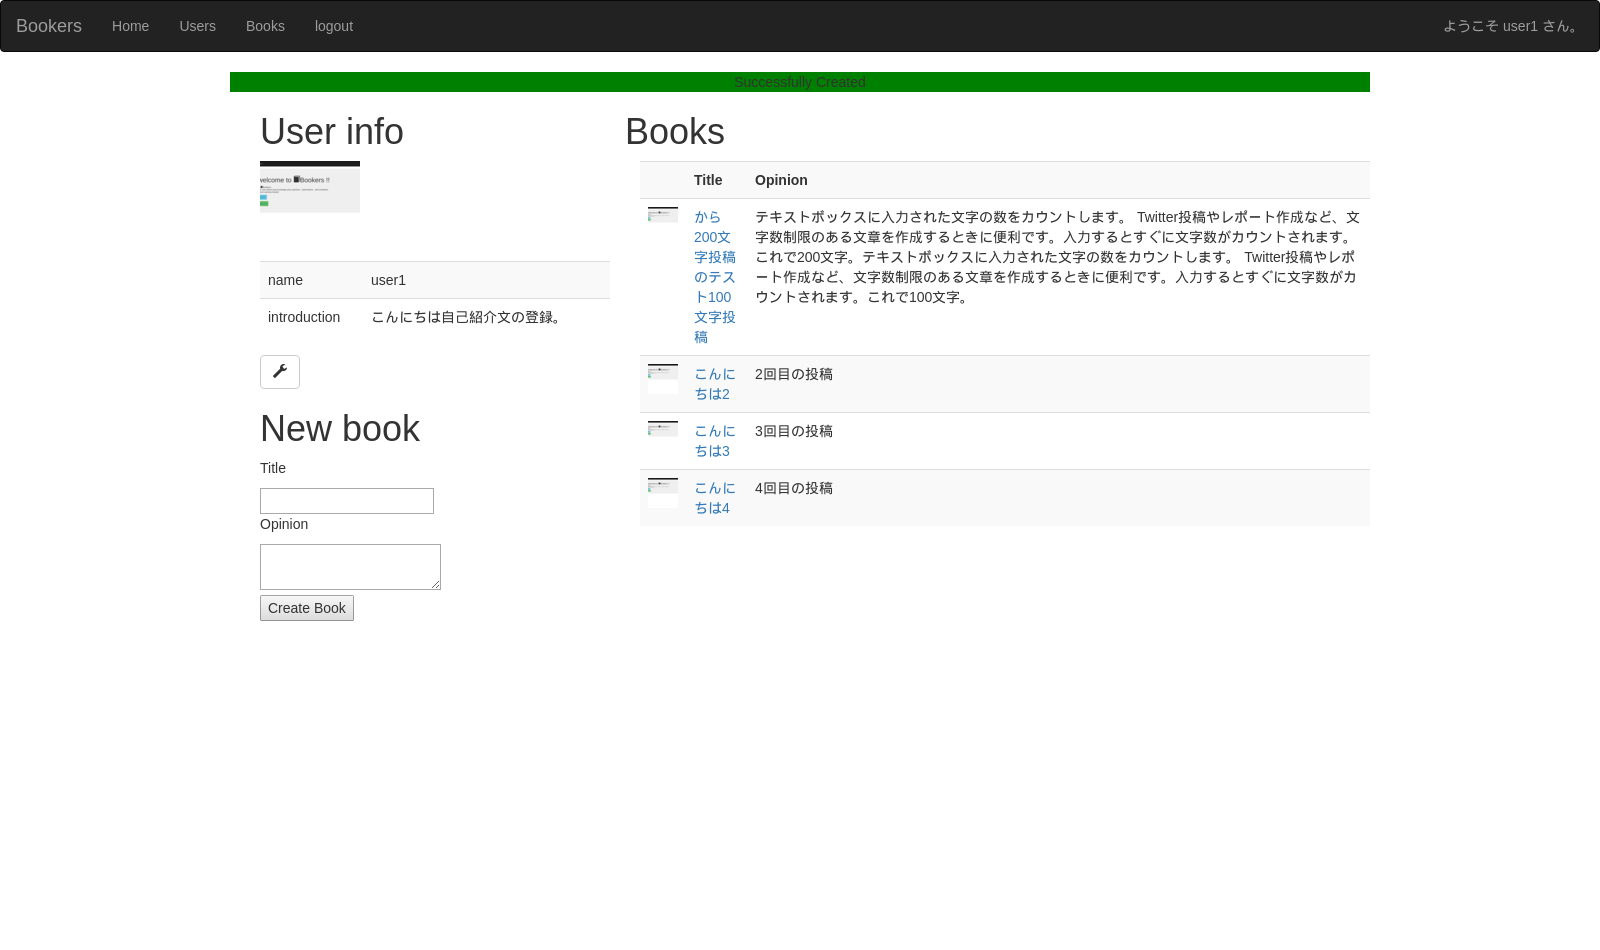 Bookers Home Users Books logout ようこそ user1 さん。
Successfully Created
User info
welcome to Bookers !!
name user1
introduction こんにちは自己紹介文の登録。
New book
Title
Opinion
Create Book
Books
Title Opinion
から
200文
字投稿
のテス
ト100
文字投
稿
テキストボックスに入力された文字の数をカウントします。 Twitter投稿やレポート作成など、文
字数制限のある文章を作成するときに便利です。入力するとすぐに文字数がカウントされます。
これで200文字。テキストボックスに入力された文字の数をカウントします。 Twitter投稿やレポ
ート作成など、文字数制限のある文章を作成するときに便利です。入力するとすぐに文字数がカ
ウントされます。これで100文字。
こんに
ちは2
2回目の投稿
こんに
ちは3
3回目の投稿
こんに
ちは4
4回目の投稿